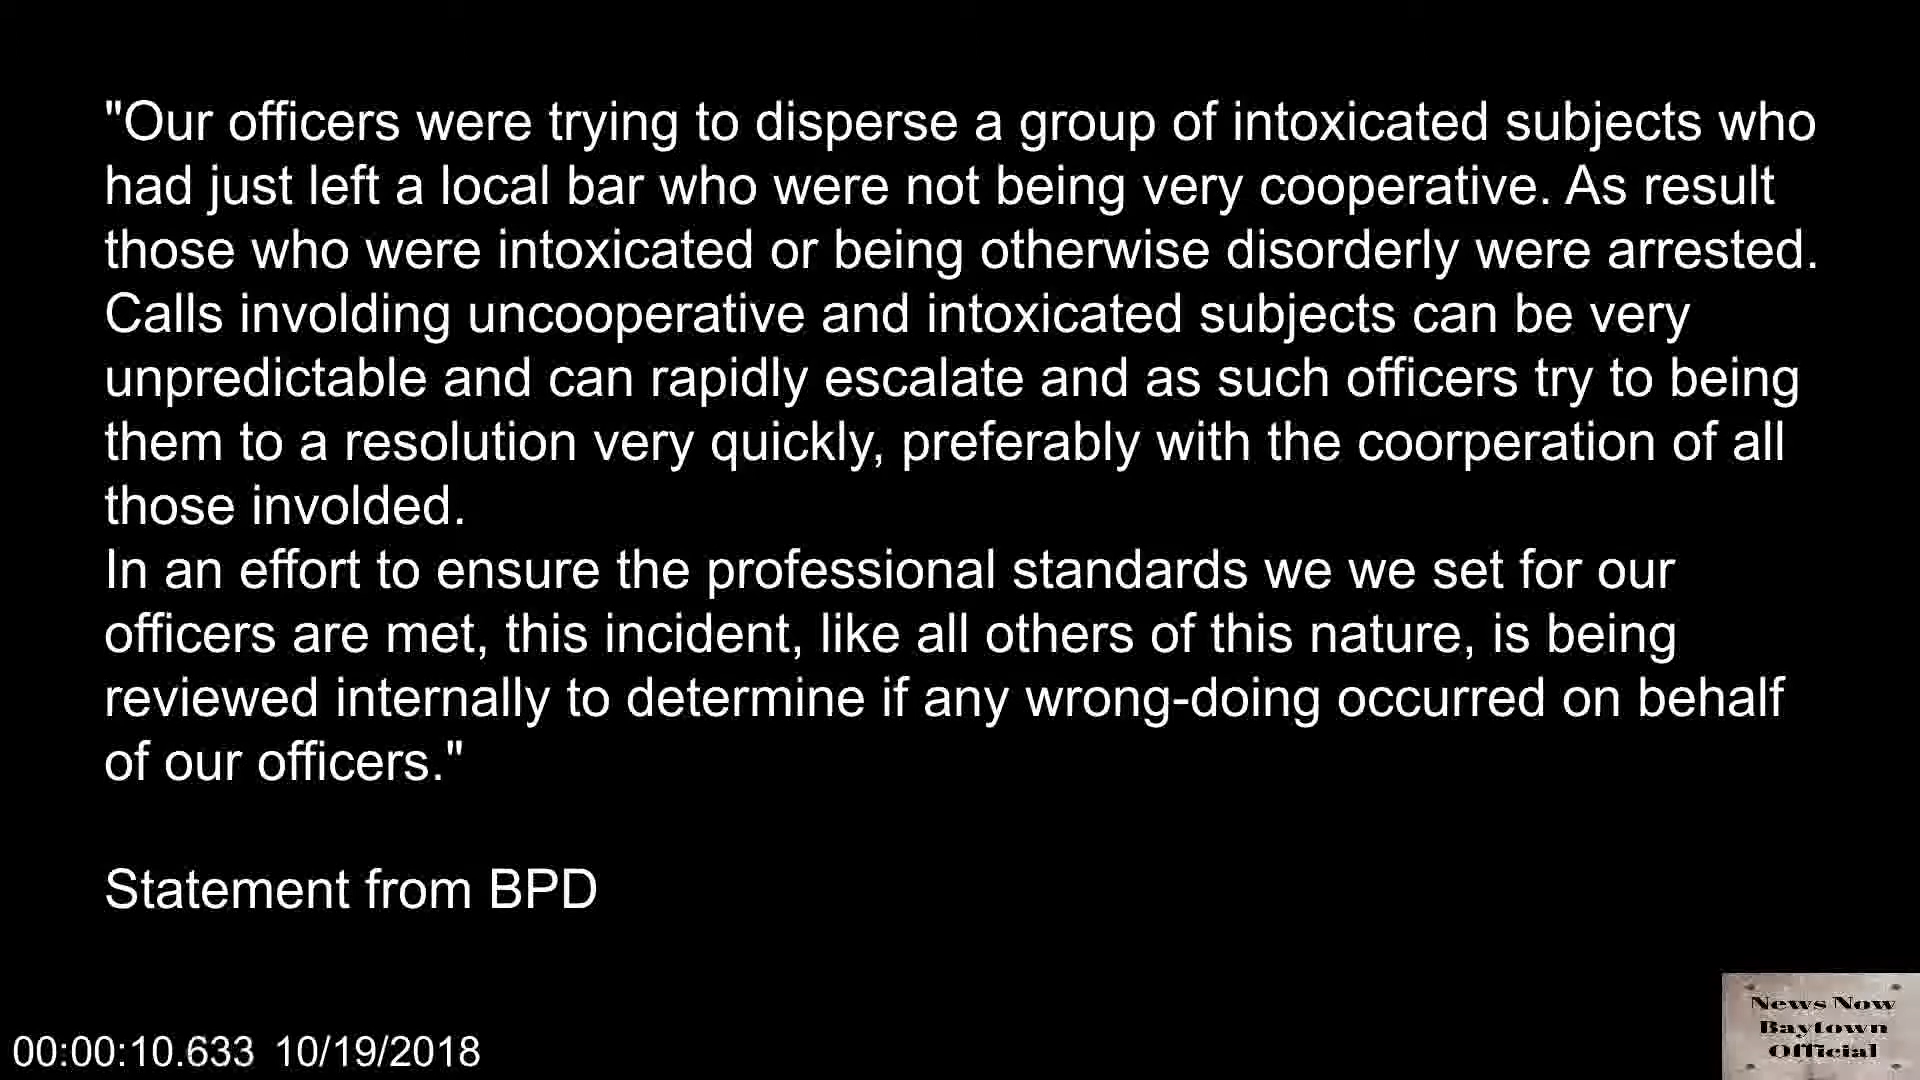 "Our officers were trying to disperse a group of intoxicated subjects who
had just left a local bar who were not being very cooperative. As result
those who were intoxicated or being otherwise disorderly were arrested.
Calls involding uncooperative and intoxicated subjects can be very
unpredictable and can rapidly escalate and as such officers try to being
them to a resolution very quickly, preferably with the coorperation of all
those involded.
In an effort to ensure the professional standards we we set for our
officers are met, this incident, like all others of this nature, is being
reviewed internally to determine if any wrong-doing occurred on behalf
of our officers."
Statement from BPD
00:00:10.633 10/19/2018
News Now
Baytown
Official